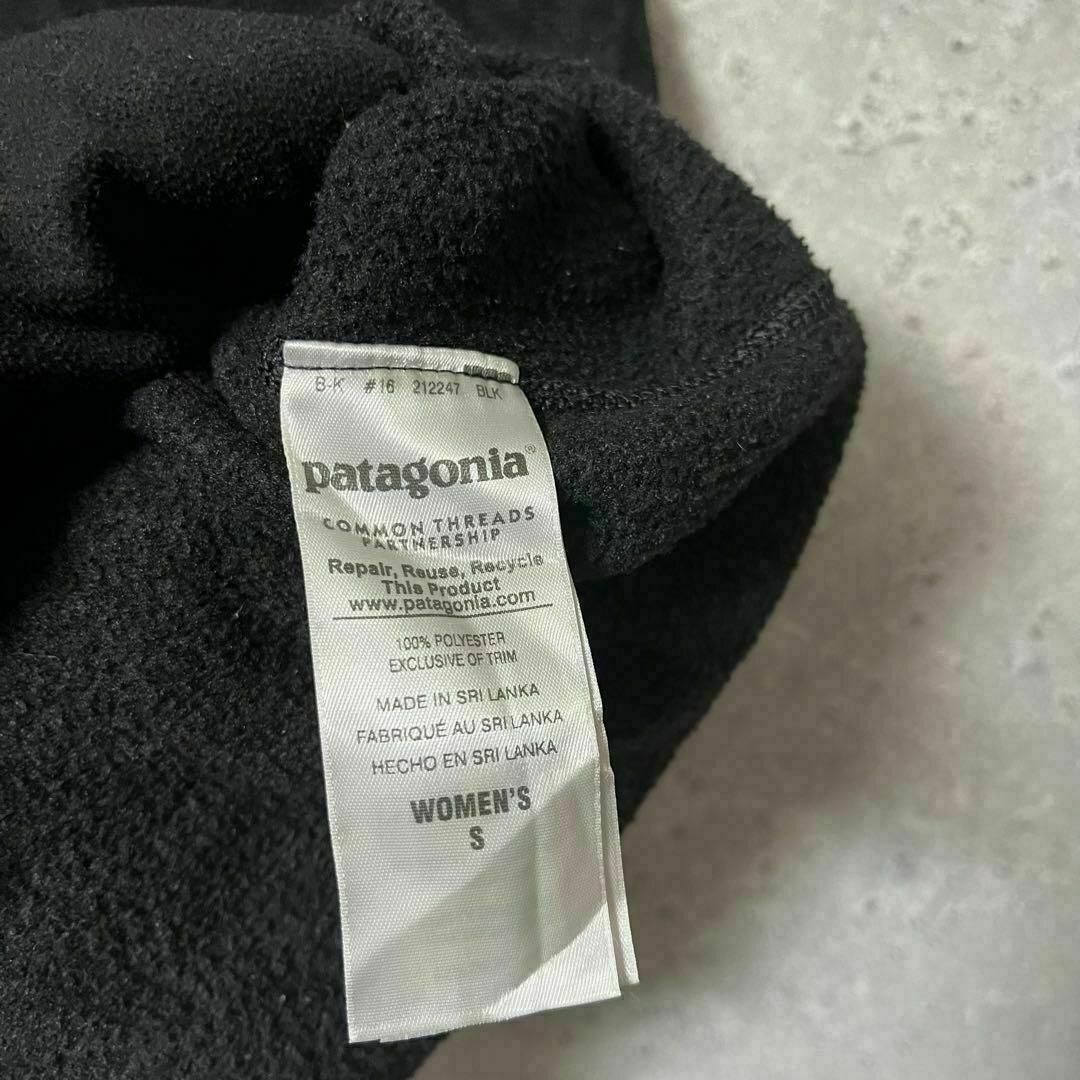 B-K #16 212247 BLK
patagonia®
COMMON THREADS
PARTNERSHIP
Repair, Reuse, Recycle
This Product
www.patagonia.com
100% POLYESTER
EXCLUSIVE OF TRIM
MADE IN SRI LANKA
FABRIQUÉ AU SRI LANKA
HECHO EN SRI LANKA
WOMEN'S
S